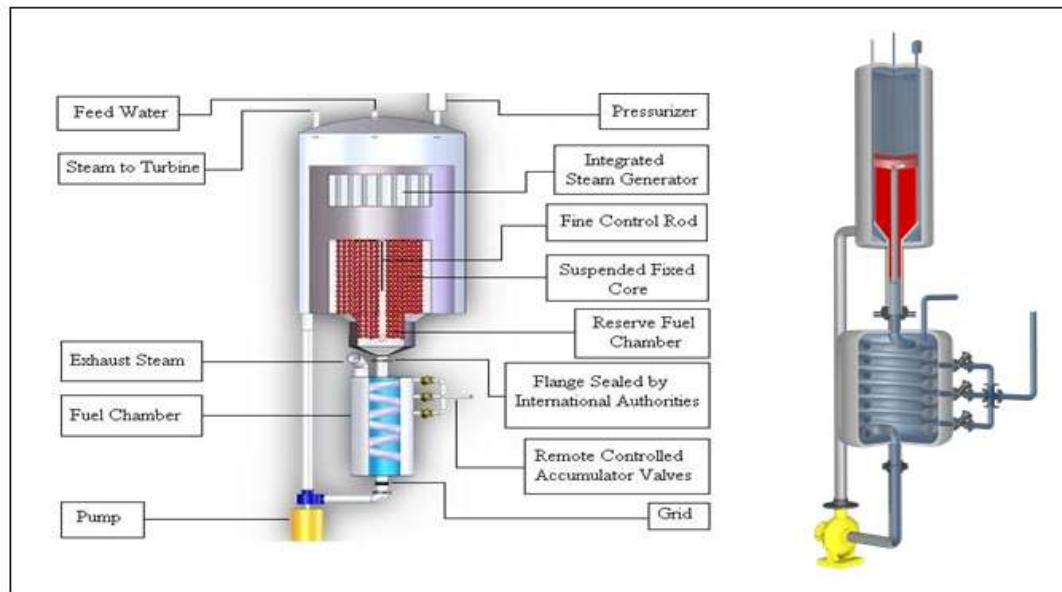 Feed Water
Steam to Turbine
Exhaust Steam
Fuel Chamber
Pump
Pressurizer
Integrated
Steam Generator
Fine Control Rod
Suspended Fixed
Core
Reserve Fuel
Chamber
Flange Sealed by
International Authorities
Remote Controlled
Accumulator Valves
Grid